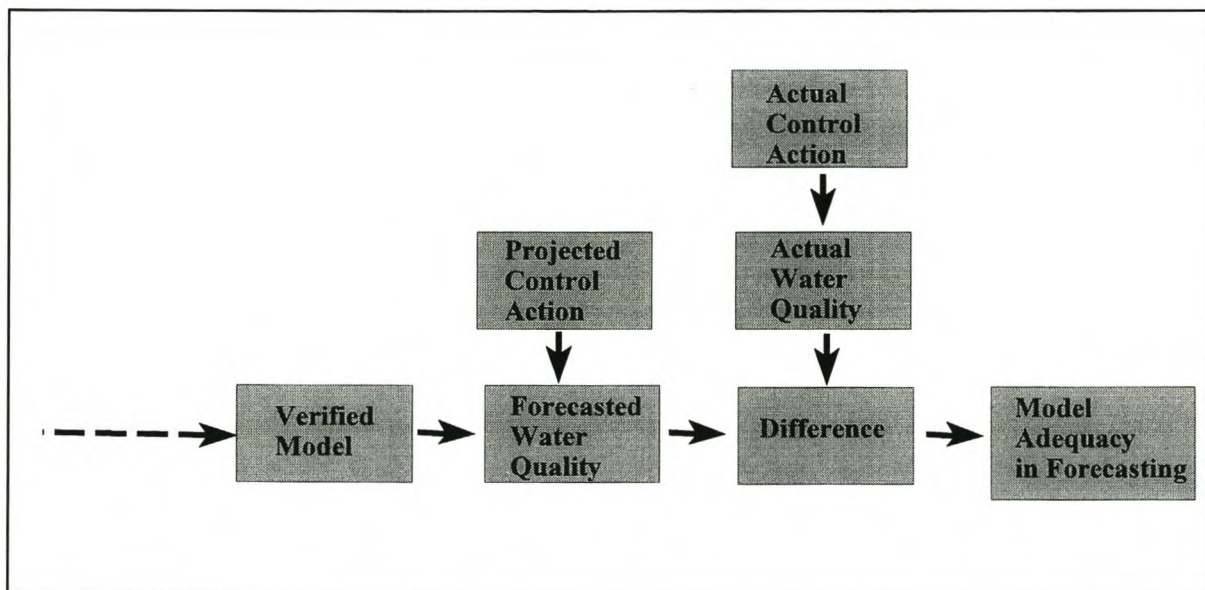 Actual
Control
Action
Projected
Control
Action
Actual
Water
Quality
Verified
Model
Forecasted
Water
Quality
Difference
Model
Adequacy
in Forecasting